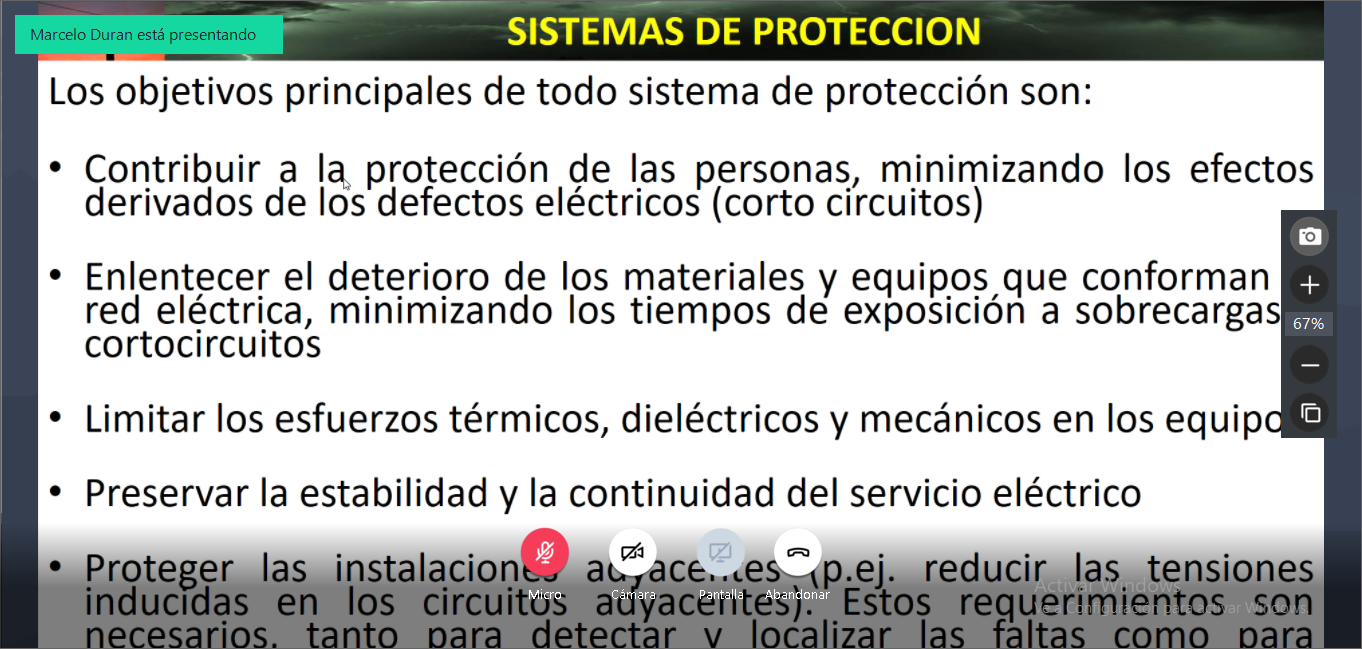 Marcelo Duran está presentando
SISTEMAS DE PROTECCION
Los objetivos principales de todo sistema de protección son:
• Contribuir a la protección de las personas, minimizando los efectos
derivados de los defectos eléctricos (corto circuitos)
• Enlentecer el deterioro de los materiales y equipos que conforman
red eléctrica, minimizando los tiempos de exposición a sobrecargas
cortocircuitos
67%
• Limitar los esfuerzos térmicos, dieléctricos y mecánicos en los equipo
• Preservar la estabilidad y la continuidad del servicio eléctrico
• Proteger las instalaciones adyacentes (p.ej. reducir las tensiones
inducidas en los circuitos adyacentes). Estos requerimientos son
necesarios, tanto para detectar y localizar las faltas como para
Micro
Cámara
Pantalla
Abandonar
Activar Windows
Ve a Configuración para activar Windows.